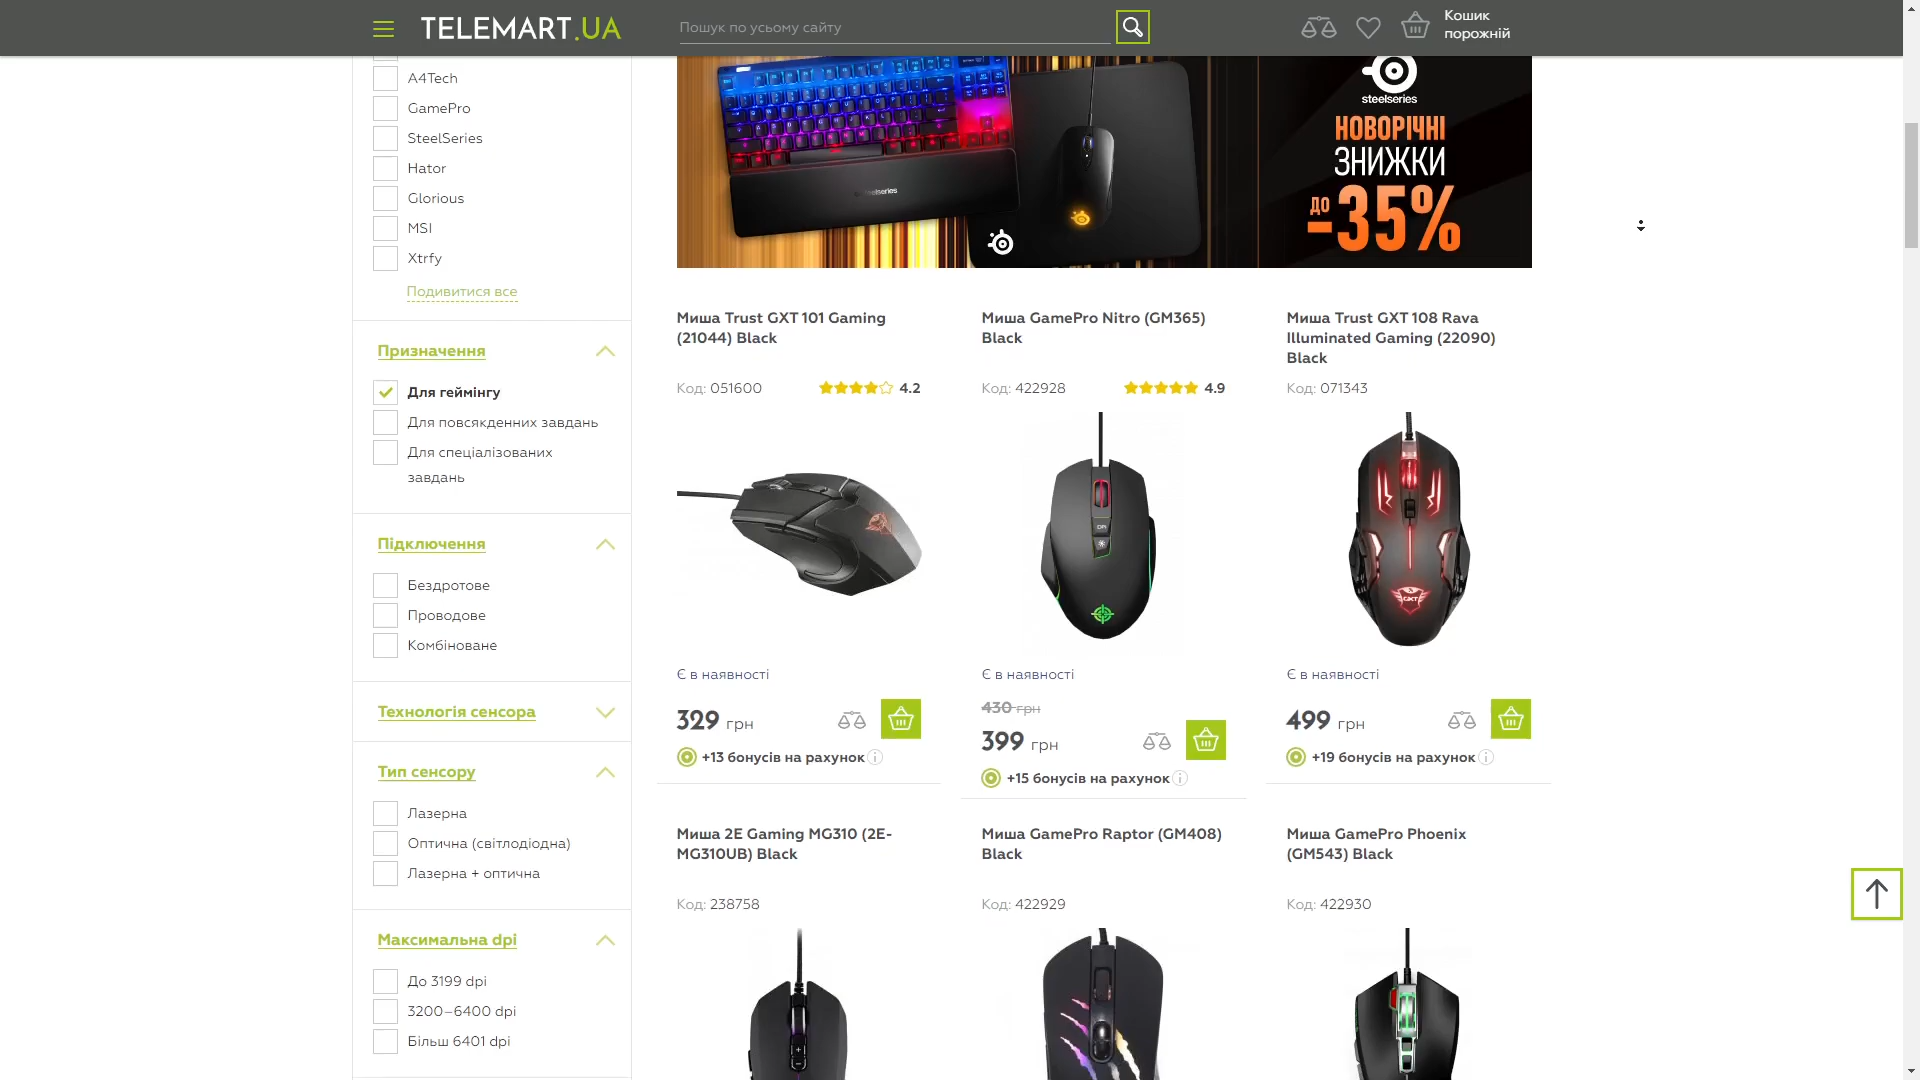 TELEMART.UA
Пошук по усьому сайту
Кошик
порожній
A4Tech
GamePro
SteelSeries
Hator
Glorious
MSI
Xtrfy
Подивитися все
Призначення
Для геймінгу
Для повсякденних завдань
Для спеціалізованих
завдань
Підключення
Бездротове
Проводове
Комбіноване
Технологія сенсора
Тип сенсору
Лазерна
Оптична (світлодіодна)
Лазерна + оптична
Максимальна dpi
До 3199 dpi
3200–6400 dpi
Більш 6401 dpi
steelseries
steelseries
НОВОРІЧНІ
ЗНИЖКИ
ДО
-35%
Миша Trust GXT 101 Gaming
(21044) Black
Код: 051600
4.2
Є в наявності
329 грн
+13 бонусів на рахунок
Миша GamePro Nitro (GM365)
Black
Код: 422928
4.9
DPI
Є в наявності
430 грн
399 грн
+15 бонусів на рахунок
Миша Trust GXT 108 Rava
Illuminated Gaming (22090)
Black
Код: 071343
GXT
Є в наявності
499 грн
+19 бонусів на рахунок
Миша 2E Gaming MG310 (2E-
MG310UB) Black
Код: 238758
Миша GamePro Raptor (GM408)
Black
Код: 422929
Миша GamePro Phoenix
(GM543) Black
Код: 422930